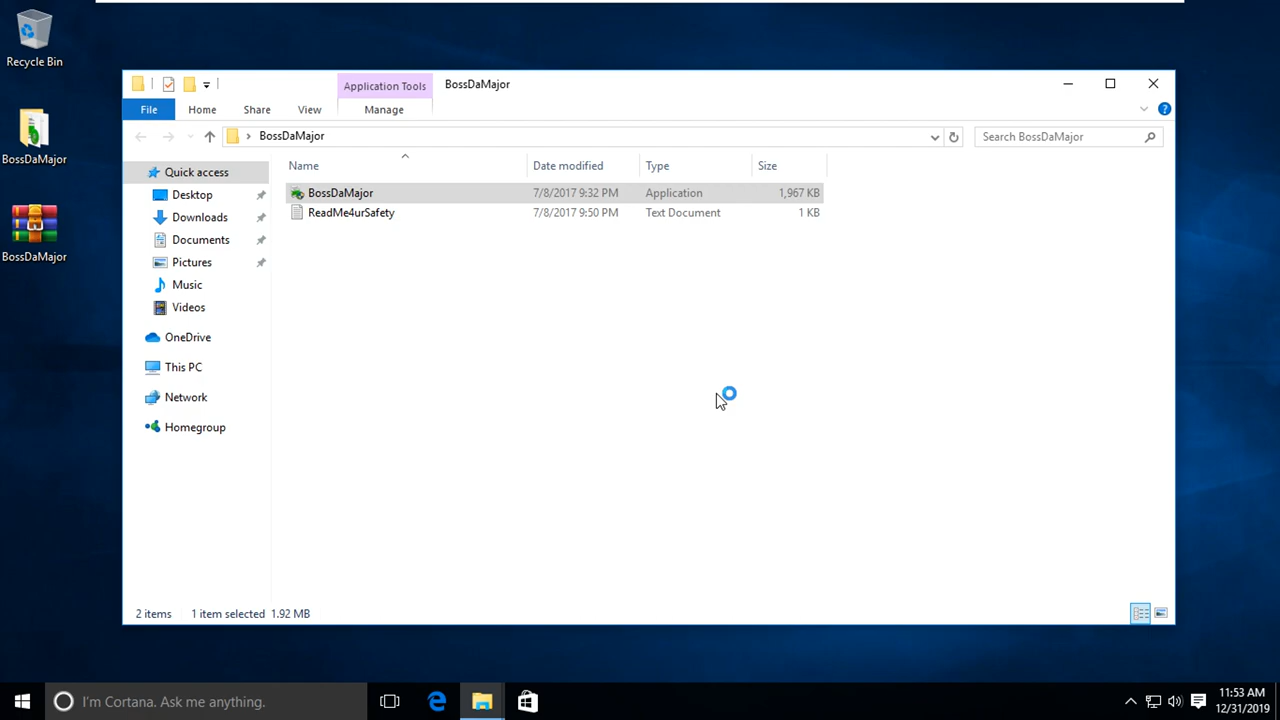 Recycle Bin
BossDaMajor
BossDaMajor
Application Tools
BossDaMajor
File
Home
Share
View
Manage
BossDaMajor
Search BossDaMajor
Name
Date modified
Type
Size
BossDaMajor
7/8/2017 9:32 PM
Application
1,967 KB
ReadMe4urSafety
7/8/2017 9:50 PM
Text Document
1 KB
Quick access
Desktop
Downloads
Documents
Pictures
Music
Videos
OneDrive
This PC
Network
Homegroup
2 items
1 item selected 1.92 MB
I'm Cortana. Ask me anything.
11:53 AM
12/31/2019